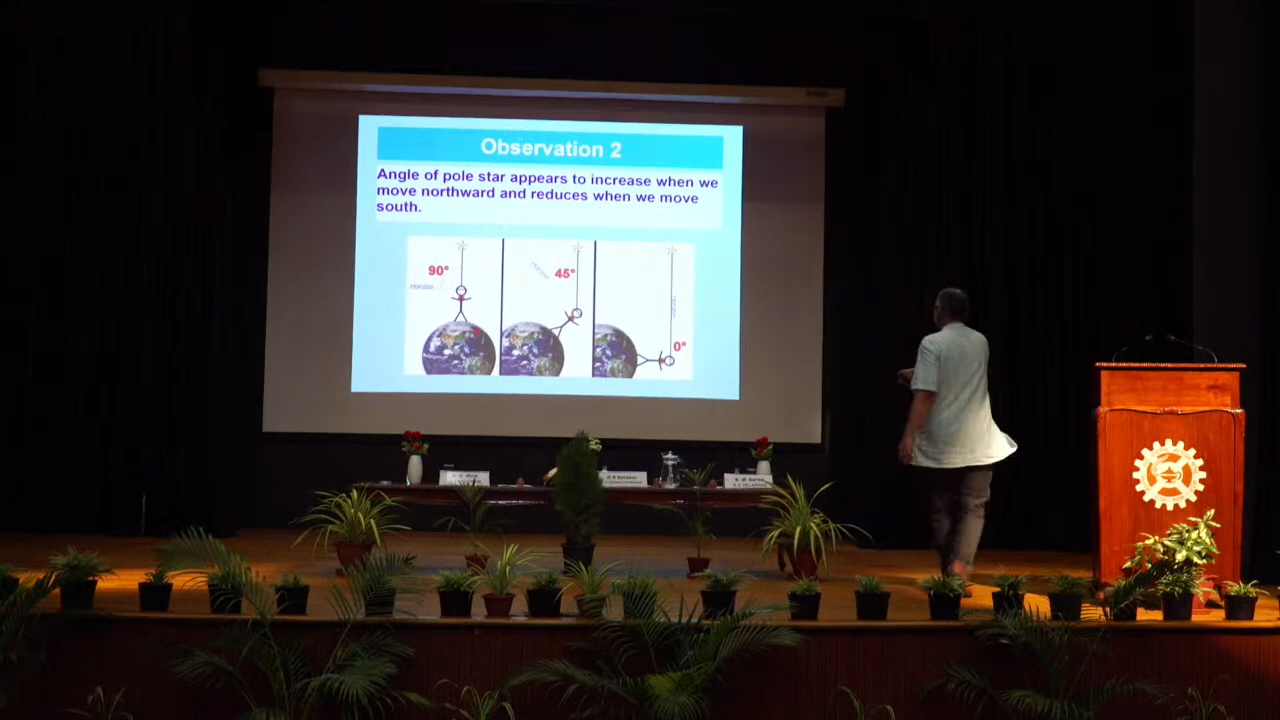 Observation 2
Angle of pole star appears to increase when we
move northward and reduces when we move
south.
90°
45°
0°